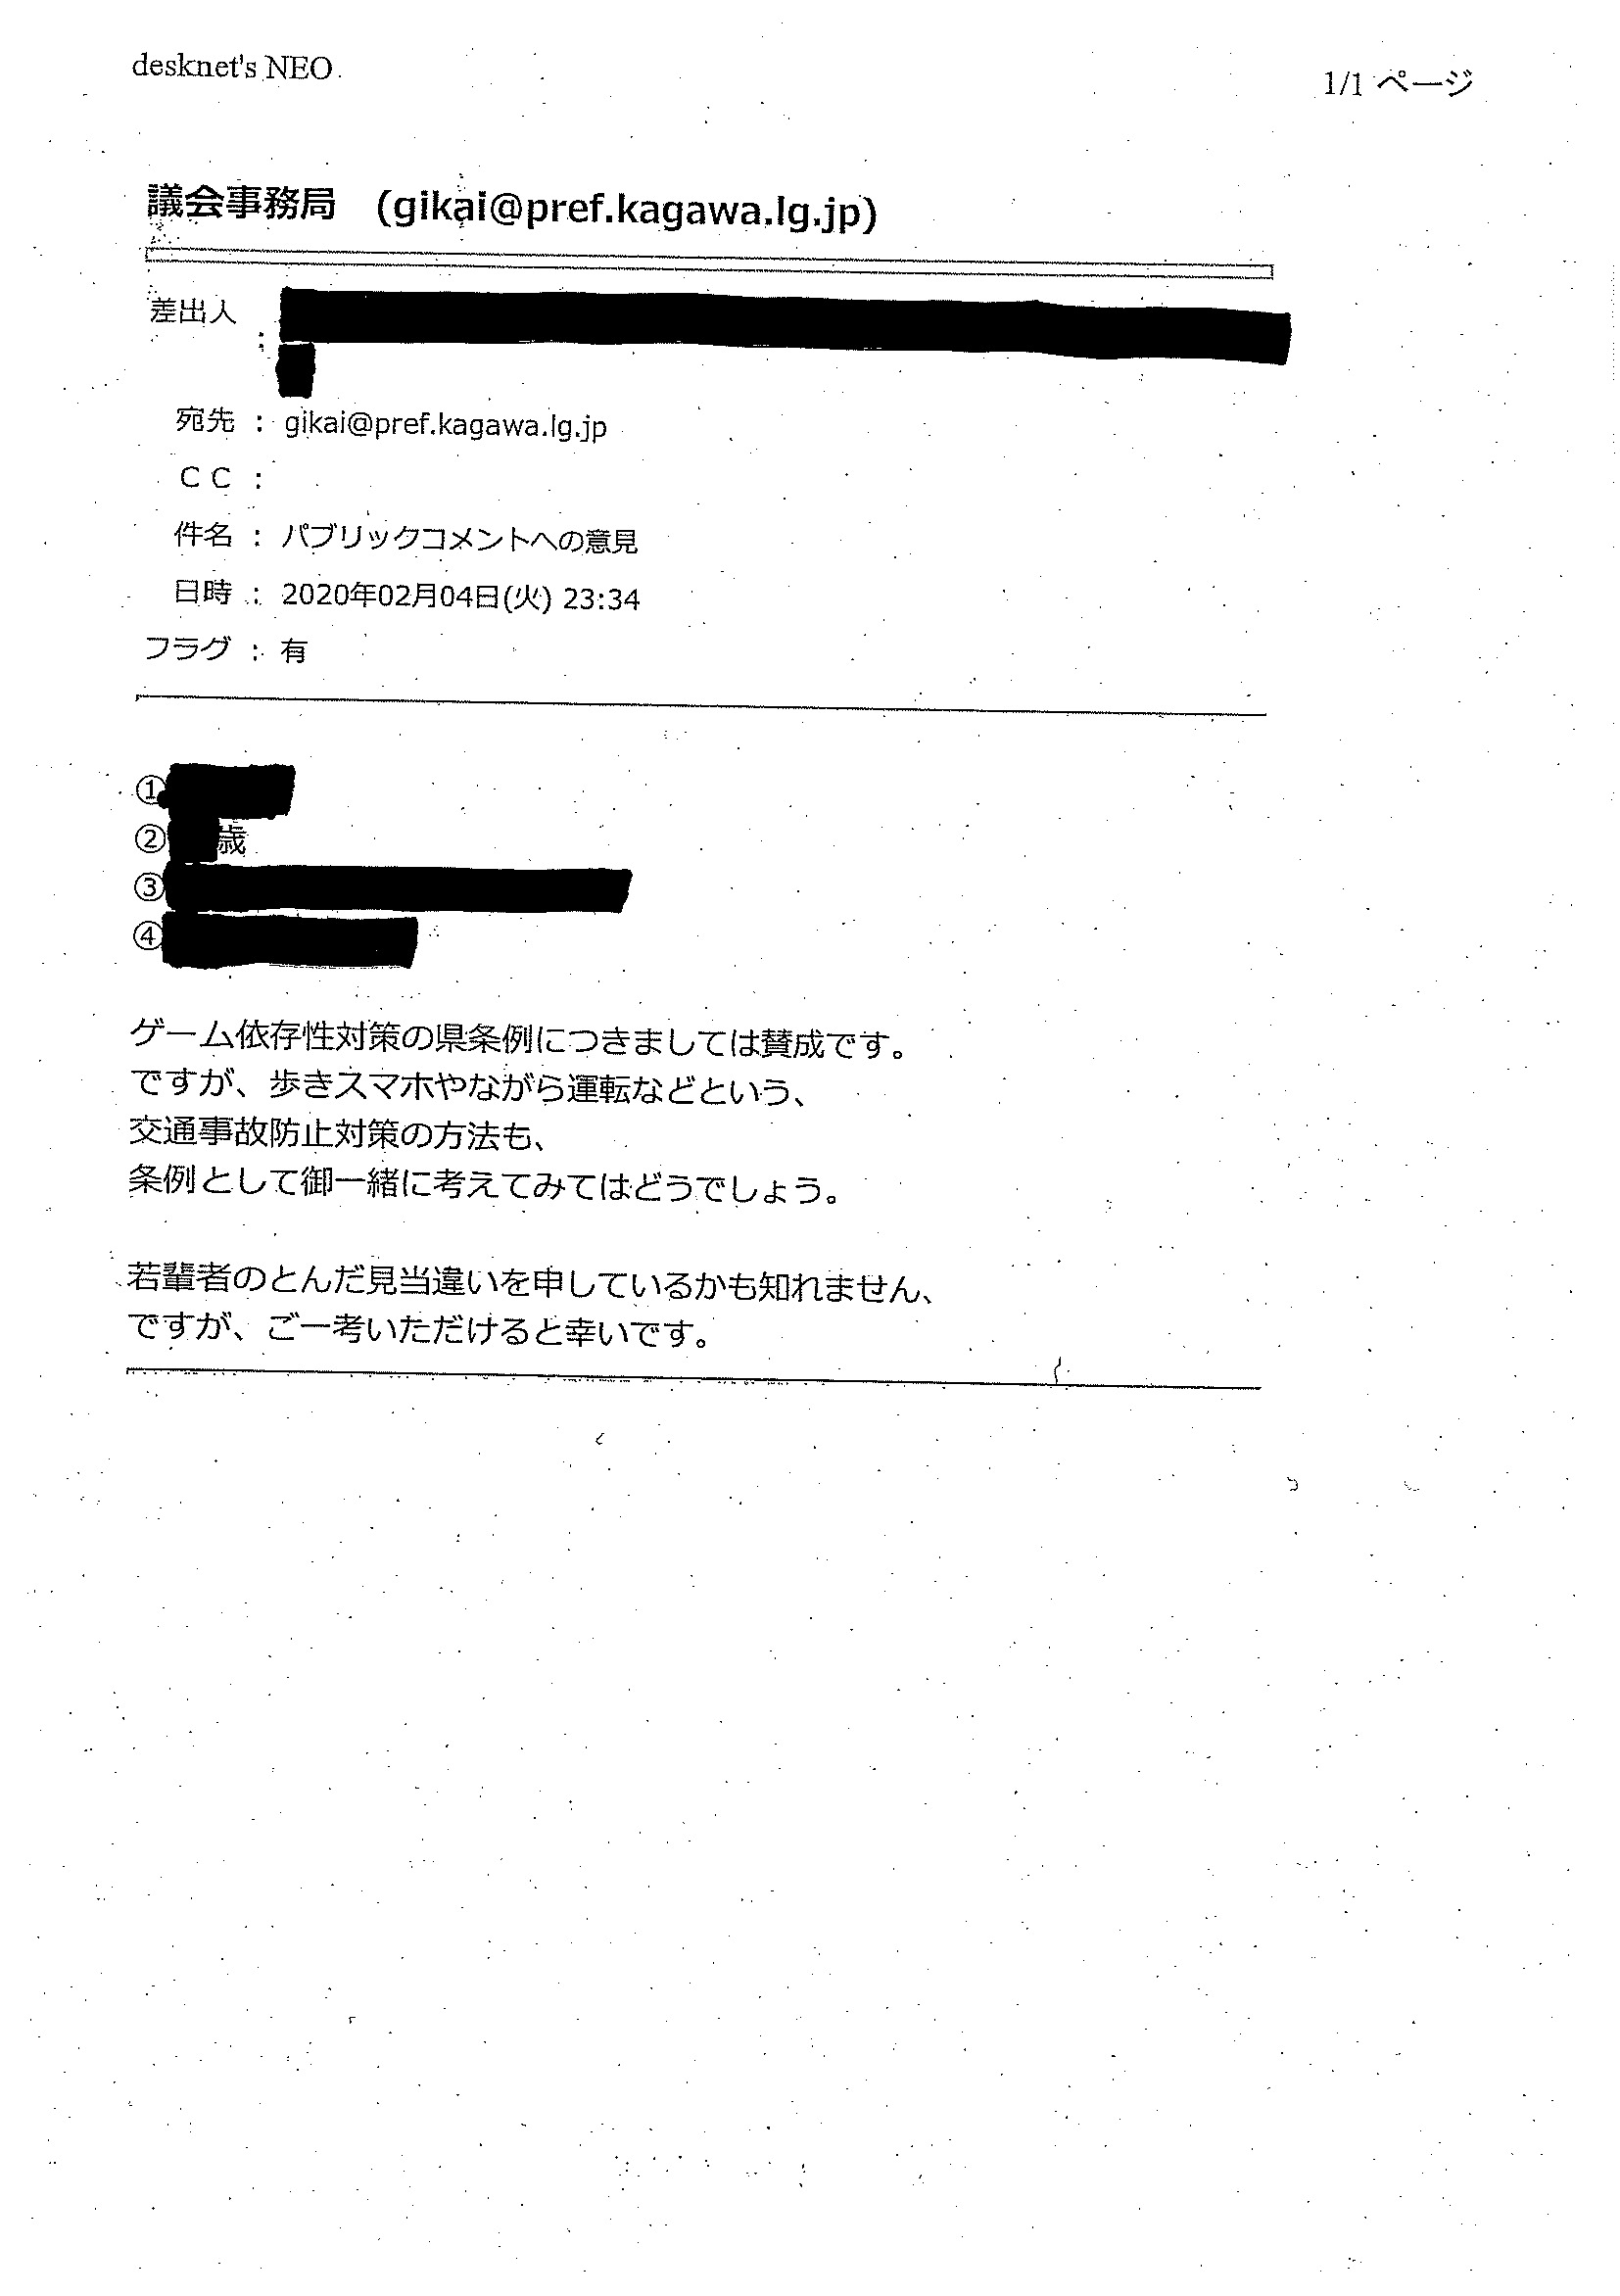 desknet's NEO
1/1 ページ
議会事務局 (gikai@pref.kagawa.lg.jp)
差出人 :
宛先 : gikai@pref.kagawa.lg.jp
ＣＣ :
件名 : パブリックコメントへの意見
日時 : 2020年02月04日(火) 23:34
フラグ : 有
①
② 歳
③
④
ゲーム依存性対策の県条例につきましては賛成です。
ですが、歩きスマホやながら運転などという、
交通事故防止対策の方法も、
条例として御一緒に考えてみてはどうでしょう。
若輩者のとんだ見当違いを申しているかも知れません、
ですが、ご一考いただけると幸いです。